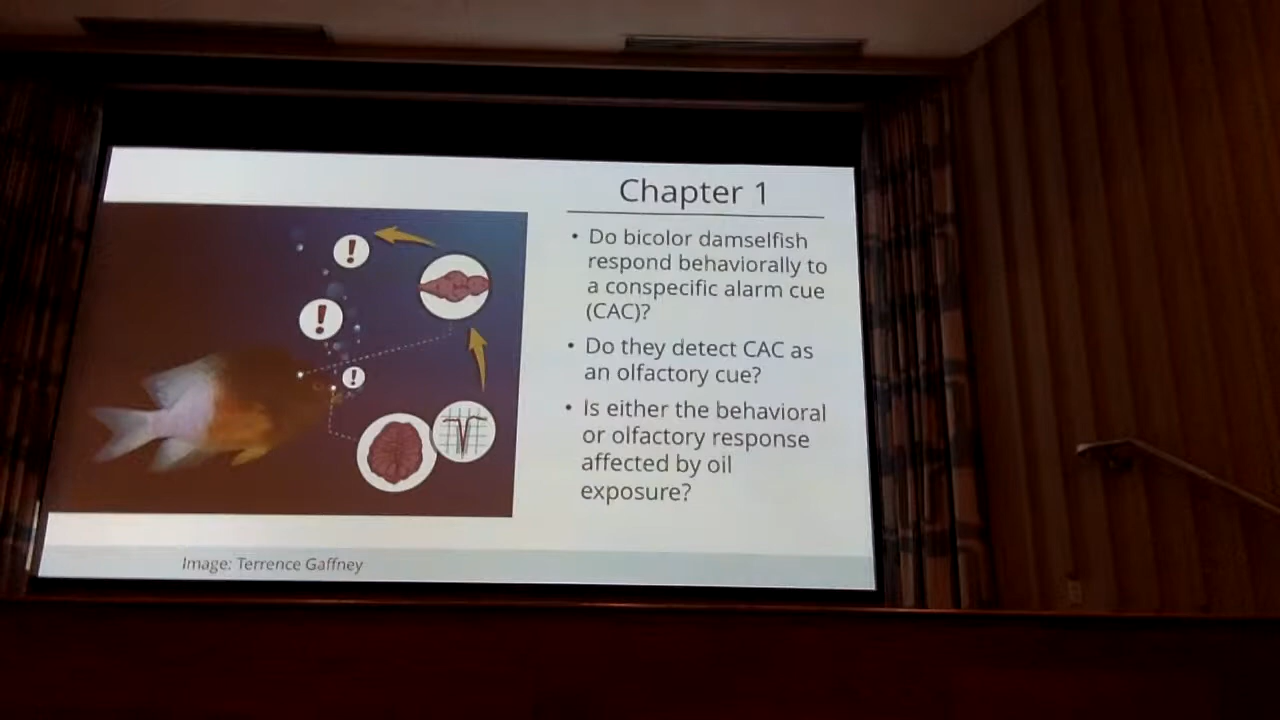 Chapter 1
• Do bicolor damselfish
respond behaviorally to
a conspecific alarm cue
(CAC)?
• Do they detect CAC as
an olfactory cue?
• Is either the behavioral
or olfactory response
affected by oil
exposure?
!
!
!
Image: Terrence Gaffney